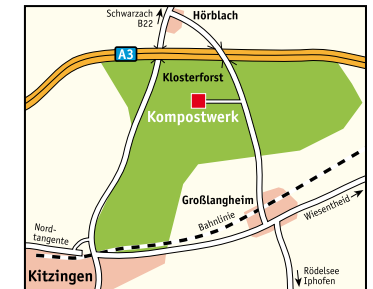 Schwarzach
B22
Hörblach
A3
Klosterforst
Kompostwerk
Großlangheim
Bahnlinie
Wiesentheid
Nord-
tangente
Kitzingen
Rödelsee
Iphofen